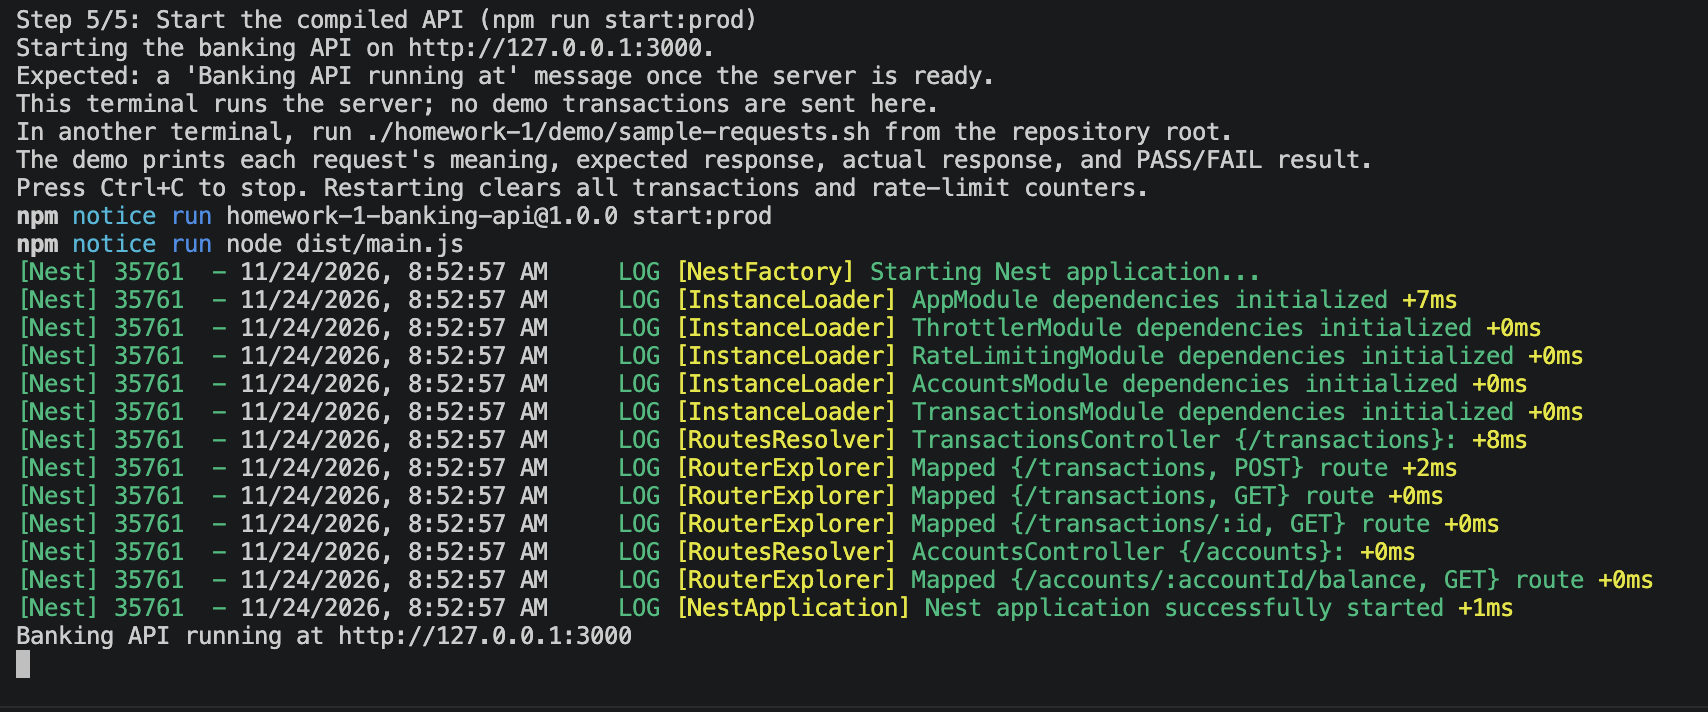 Step 5/5: Start the compiled API (npm run start:prod)
Starting the banking API on http://127.0.0.1:3000.
Expected: a 'Banking API running at' message once the server is ready.
This terminal runs the server; no demo transactions are sent here.
In another terminal, run ./homework-1/demo/sample-requests.sh from the repository root.
The demo prints each request's meaning, expected response, actual response, and PASS/FAIL result.
Press Ctrl+C to stop. Restarting clears all transactions and rate-limit counters.
npm notice run homework-1-banking-api@1.0.0 start:prod
npm notice run node dist/main.js
[Nest] 35761  - 11/24/2026, 8:52:57 AM     LOG [NestFactory] Starting Nest application...
[Nest] 35761  - 11/24/2026, 8:52:57 AM     LOG [InstanceLoader] AppModule dependencies initialized +7ms
[Nest] 35761  - 11/24/2026, 8:52:57 AM     LOG [InstanceLoader] ThrottlerModule dependencies initialized +0ms
[Nest] 35761  - 11/24/2026, 8:52:57 AM     LOG [InstanceLoader] RateLimitingModule dependencies initialized +0ms
[Nest] 35761  - 11/24/2026, 8:52:57 AM     LOG [InstanceLoader] AccountsModule dependencies initialized +0ms
[Nest] 35761  - 11/24/2026, 8:52:57 AM     LOG [InstanceLoader] TransactionsModule dependencies initialized +0ms
[Nest] 35761  - 11/24/2026, 8:52:57 AM     LOG [RoutesResolver] TransactionsController {/transactions}: +8ms
[Nest] 35761  - 11/24/2026, 8:52:57 AM     LOG [RouterExplorer] Mapped {/transactions, POST} route +2ms
[Nest] 35761  - 11/24/2026, 8:52:57 AM     LOG [RouterExplorer] Mapped {/transactions, GET} route +0ms
[Nest] 35761  - 11/24/2026, 8:52:57 AM     LOG [RouterExplorer] Mapped {/transactions/:id, GET} route +0ms
[Nest] 35761  - 11/24/2026, 8:52:57 AM     LOG [RoutesResolver] AccountsController {/accounts}: +0ms
[Nest] 35761  - 11/24/2026, 8:52:57 AM     LOG [RouterExplorer] Mapped {/accounts/:accountId/balance, GET} route +0ms
[Nest] 35761  - 11/24/2026, 8:52:57 AM     LOG [NestApplication] Nest application successfully started +1ms
Banking API running at http://127.0.0.1:3000